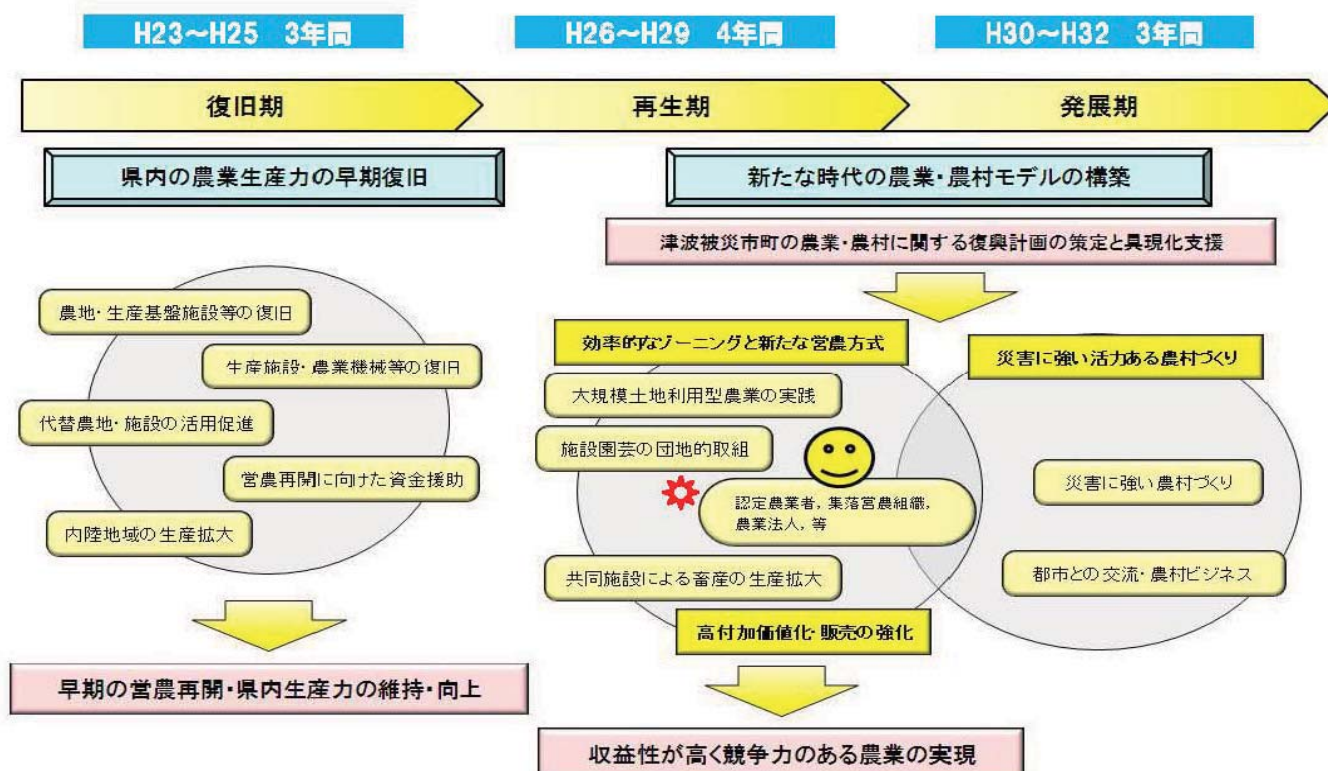 H23～H25 3年間
H26～H29 4年間
H30～H32 3年間
復旧期
再生期
発展期
県内の農業生産力の早期復旧
新たな時代の農業・農村モデルの構築
津波被災市町の農業・農村に関する復興計画の策定と具現化支援
農地・生産基盤施設等の復旧
生産施設・農業機械等の復旧
代替農地・施設の活用促進
営農再開に向けた資金援助
内陸地域の生産拡大
早期の営農再開・県内生産力の維持・向上
効率的なゾーニングと新たな営農方式
大規模土地利用型農業の実践
施設園芸の団地的取組
認定農業者，集落営農組織，
農業法人，等
共同施設による畜産の生産拡大
高付加価値化・販売の強化
災害に強い活力ある農村づくり
災害に強い農村づくり
都市との交流・農村ビジネス
収益性が高く競争力のある農業の実現